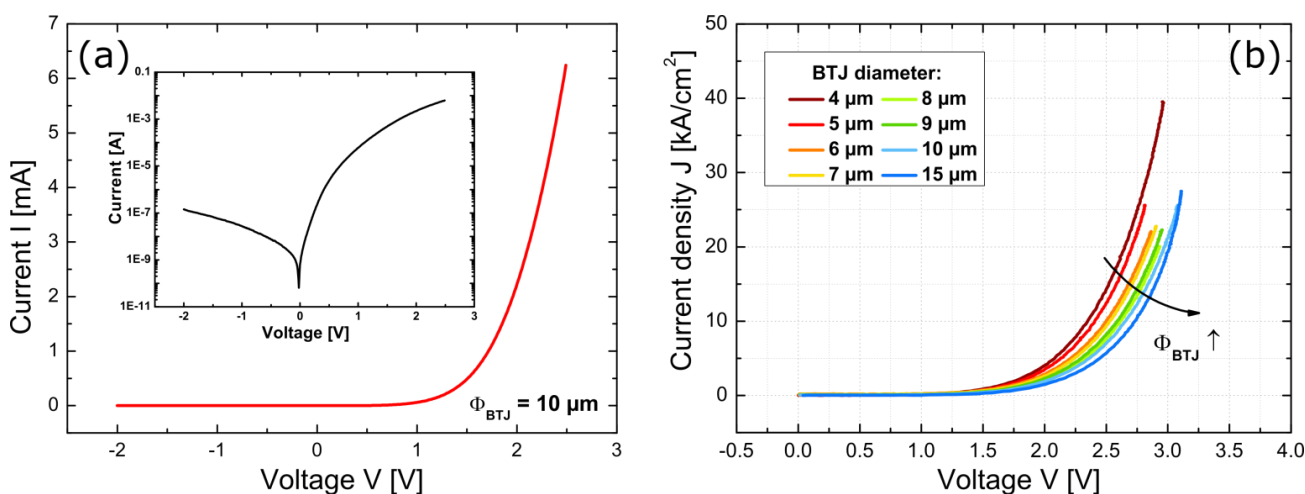 (a)
Current I [mA]
7
6
5
4
3
2
1
0
-2
-1
0
1
2
3
Voltage V [V]
Φ_BTJ = 10 µm
Current [A]
0.1
1E-3
1E-5
1E-7
1E-9
1E-11
-2
-1
0
1
2
3
Voltage [V]
(b)
Current density J [kA/cm²]
50
40
30
20
10
0
-0.5
0.0
0.5
1.0
1.5
2.0
2.5
3.0
3.5
4.0
Voltage V [V]
BTJ diameter:
4 µm 8 µm
5 µm 9 µm
6 µm 10 µm
7 µm 15 µm
Φ_BTJ ↑